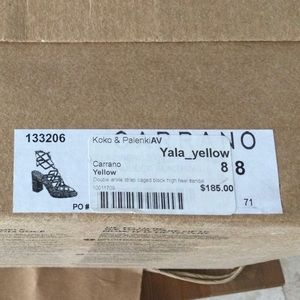 133206
CARRANO
Koko & PalenkiAV
Yala_yellow
Carrano
8
8
Yellow
Double ankle strap caged block high heel sandal
10011709
$185.00
PO #
71